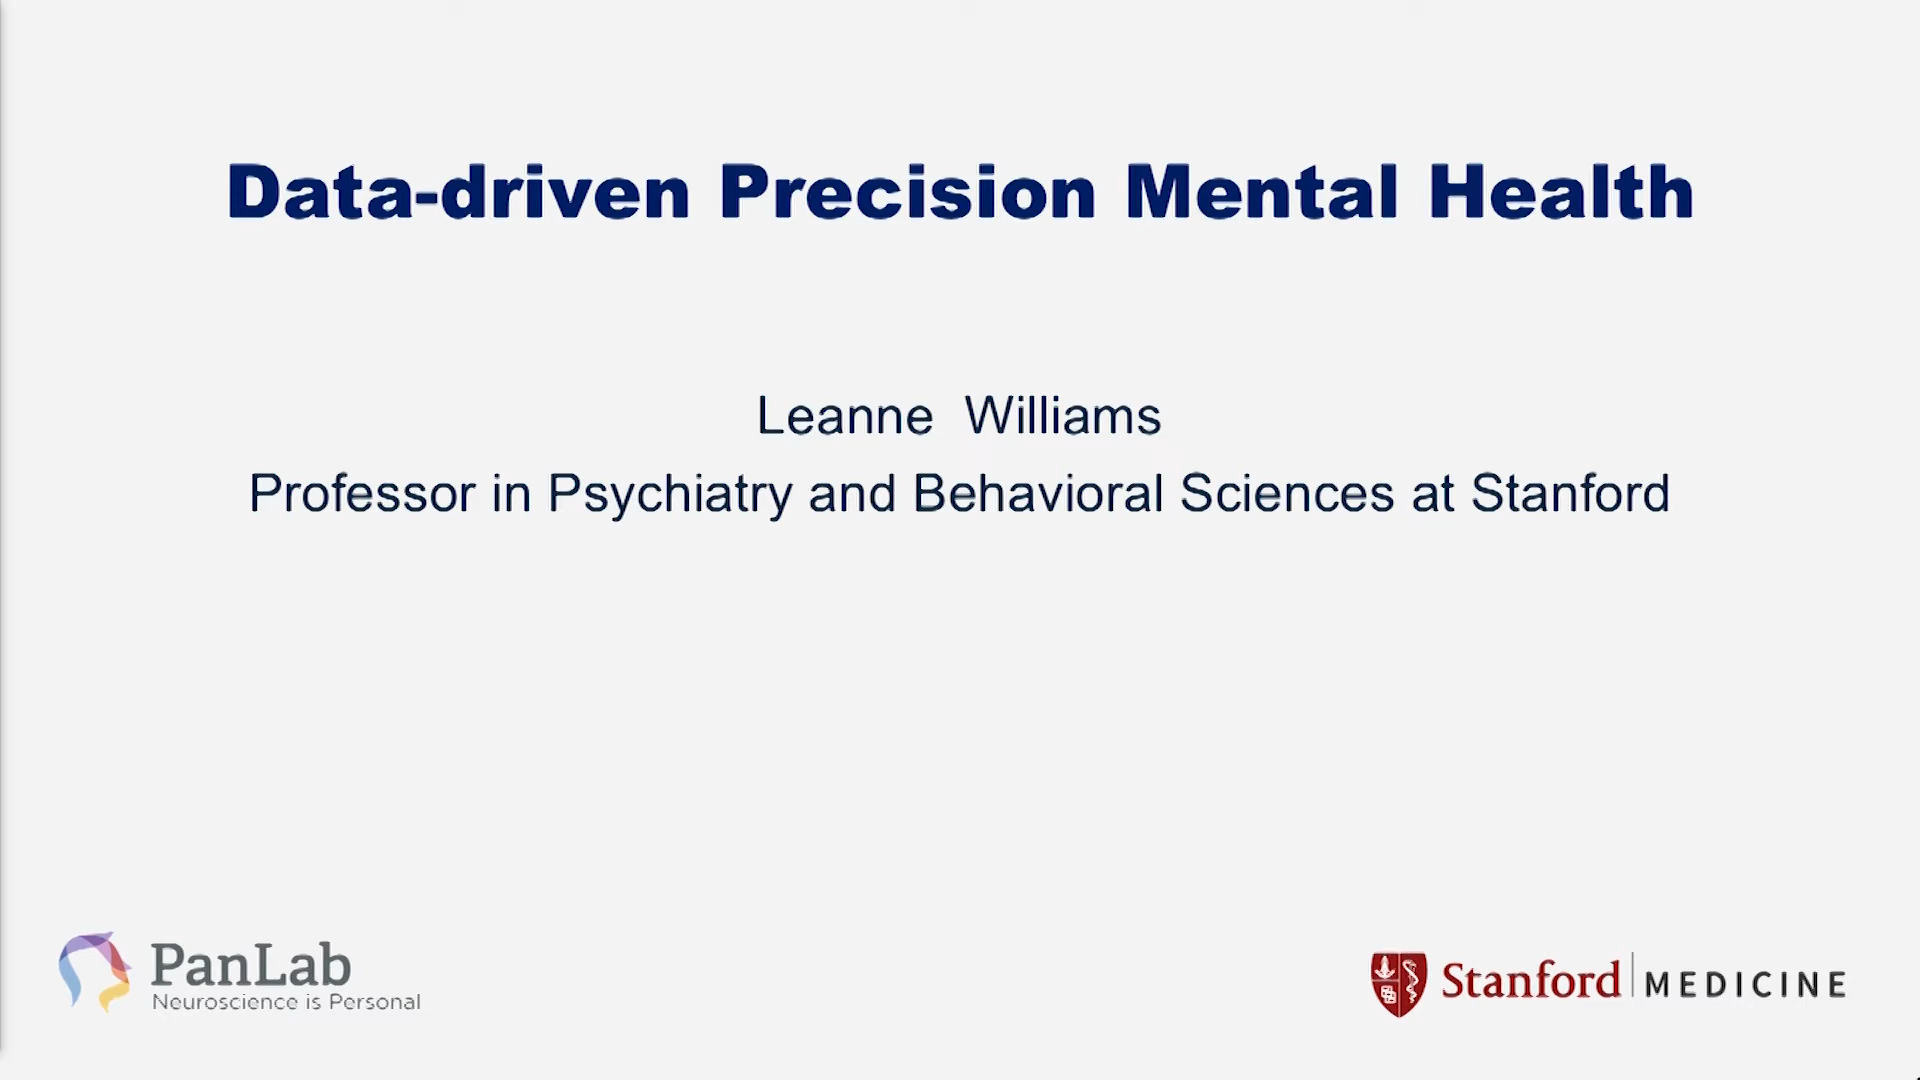 Data-driven Precision Mental Health
Leanne Williams
Professor in Psychiatry and Behavioral Sciences at Stanford
PanLab
Neuroscience is Personal
Stanford MEDICINE